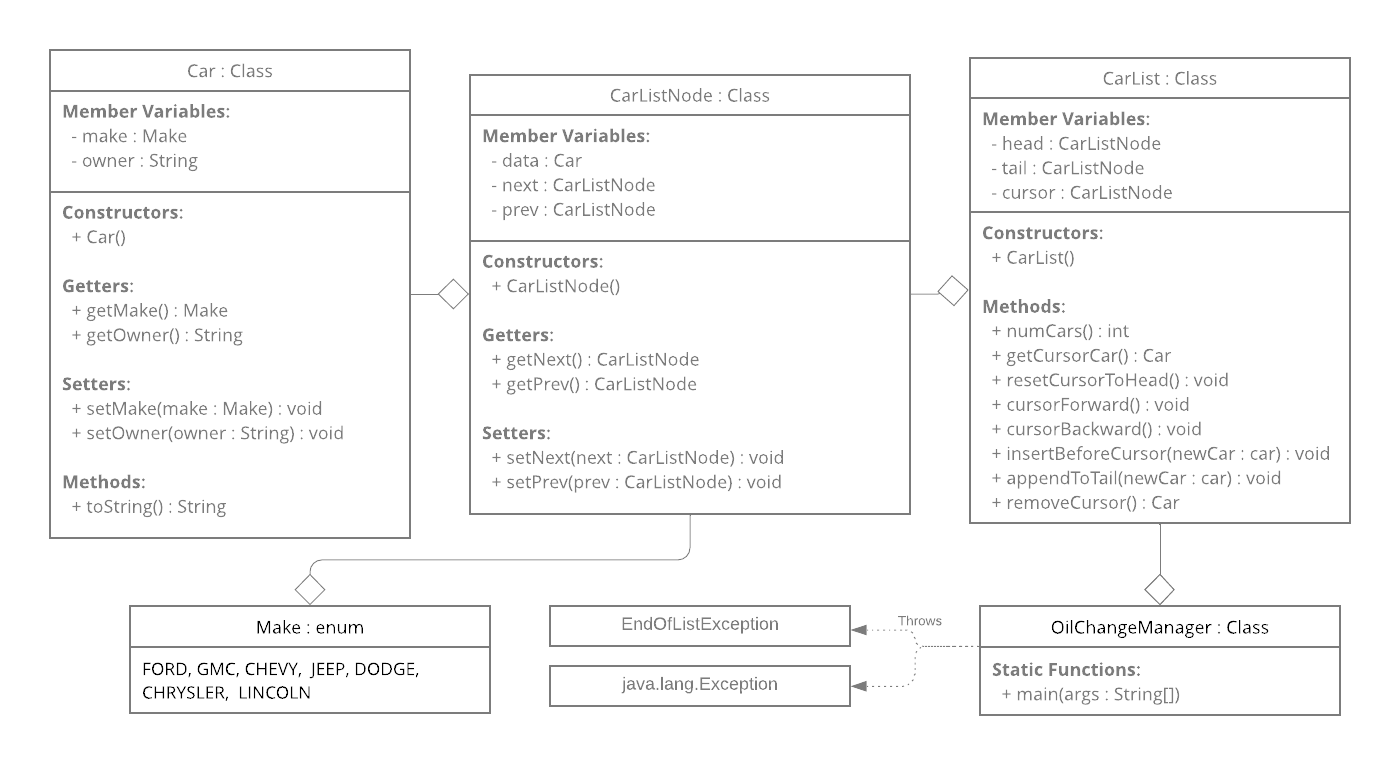 Car : Class
Member Variables:
- make : Make
- owner : String
Constructors:
+ Car()
Getters:
+ getMake() : Make
+ getOwner() : String
Setters:
+ setMake(make : Make) : void
+ setOwner(owner : String) : void
Methods:
+ toString() : String
CarListNode : Class
Member Variables:
- data : Car
- next : CarListNode
- prev : CarListNode
Constructors:
+ CarListNode()
Getters:
+ getNext() : CarListNode
+ getPrev() : CarListNode
Setters:
+ setNext(next : CarListNode) : void
+ setPrev(prev : CarListNode) : void
CarList : Class
Member Variables:
- head : CarListNode
- tail : CarListNode
- cursor : CarListNode
Constructors:
+ CarList()
Methods:
+ numCars() : int
+ getCursorCar() : Car
+ resetCursorToHead() : void
+ cursorForward() : void
+ cursorBackward() : void
+ insertBeforeCursor(newCar : car) : void
+ appendToTail(newCar : car) : void
+ removeCursor() : Car
Make : enum
FORD, GMC, CHEVY, JEEP, DODGE,
CHRYSLER, LINCOLN
EndOfListException
java.lang.Exception
Throws
OilChangeManager : Class
Static Functions:
+ main(args : String[])